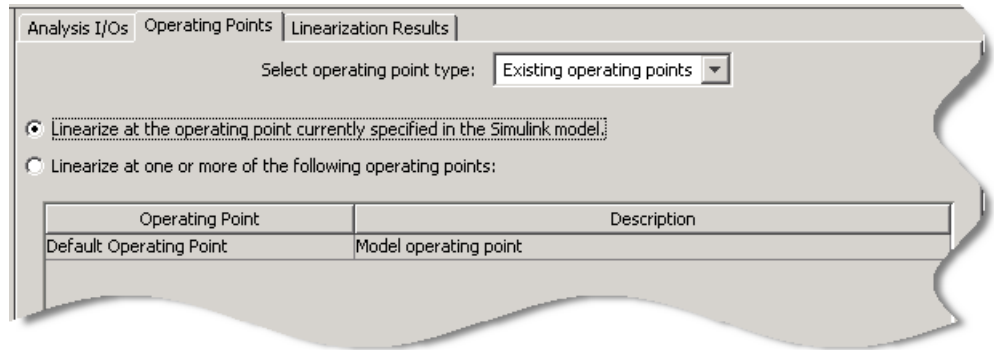 Analysis I/Os Operating Points Linearization Results
Select operating point type: Existing operating points
Linearize at the operating point currently specified in the Simulink model.
Linearize at one or more of the following operating points:
Operating Point Description
Default Operating Point Model operating point